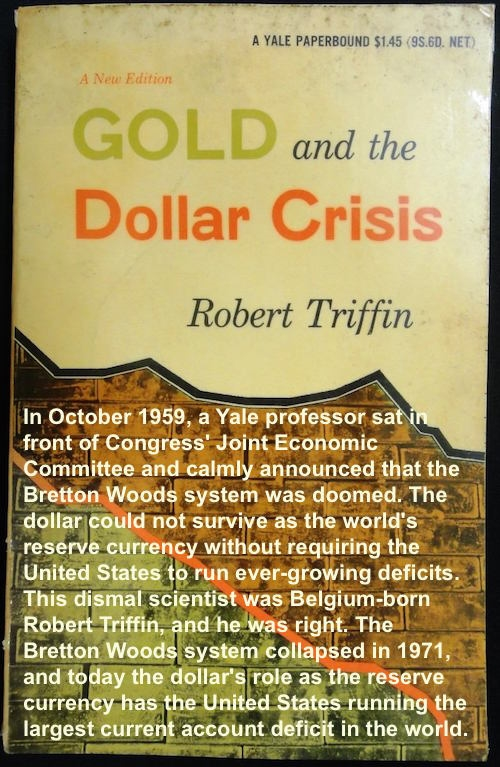 A YALE PAPERBOUND $1.45 (9S.6D. NET)
A New Edition
GOLD and the
Dollar Crisis
Robert Triffin
In October 1959, a Yale professor sat in
front of Congress' Joint Economic
Committee and calmly announced that the
Bretton Woods system was doomed. The
dollar could not survive as the world's
reserve currency without requiring the
United States to run ever-growing deficits.
This dismal scientist was Belgium-born
Robert Triffin, and he was right. The
Bretton Woods system collapsed in 1971,
and today the dollar's role as the reserve
currency has the United States running the
largest current account deficit in the world.